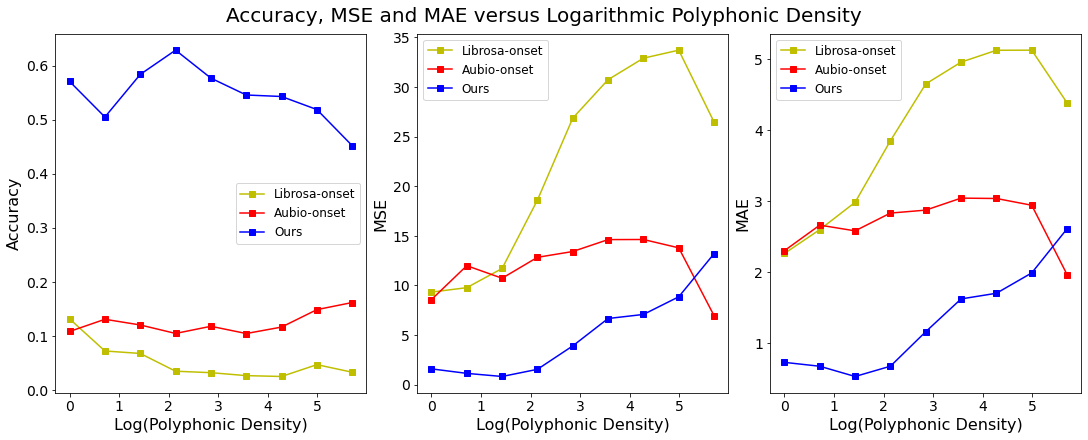 Accuracy, MSE and MAE versus Logarithmic Polyphonic Density
Accuracy
0.6
0.5
0.4
0.3
0.2
0.1
0.0
Librosa-onset
Aubio-onset
Ours
0 1 2 3 4 5
Log(Polyphonic Density)
MSE
35
30
25
20
15
10
5
0
Librosa-onset
Aubio-onset
Ours
0 1 2 3 4 5
Log(Polyphonic Density)
MAE
5
4
3
2
1
Librosa-onset
Aubio-onset
Ours
0 1 2 3 4 5
Log(Polyphonic Density)